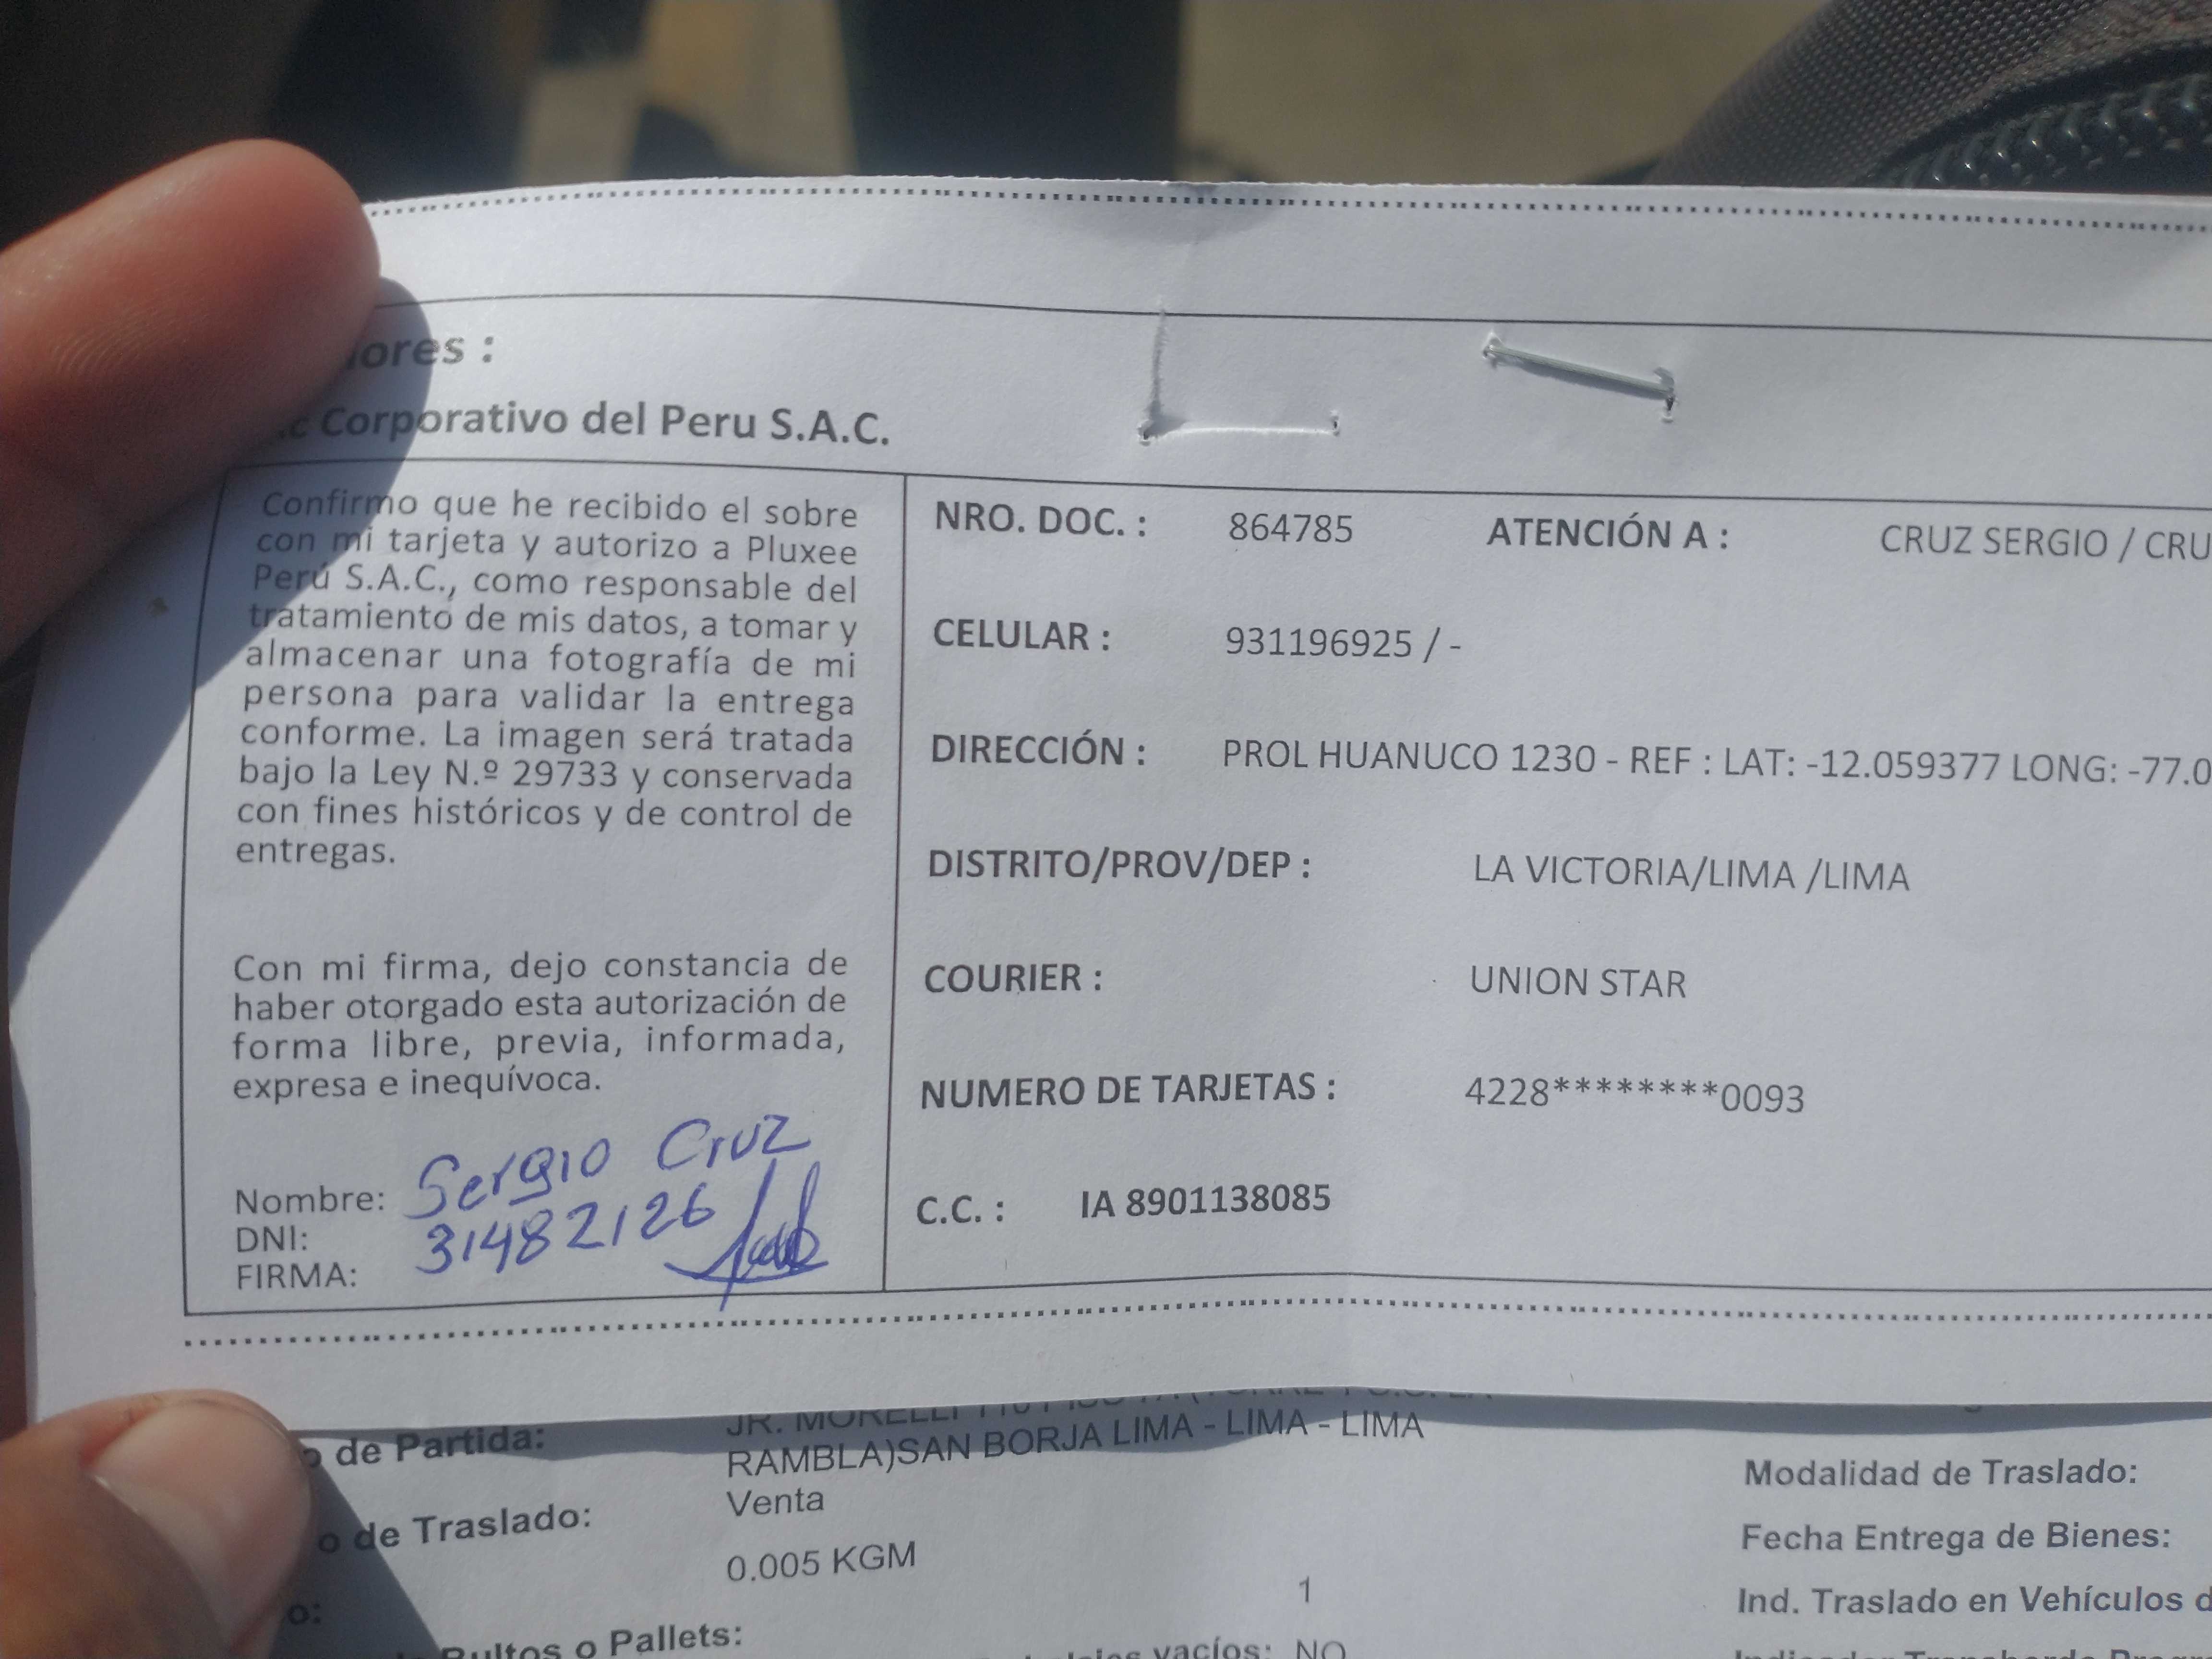 ores :
Corporativo del Peru S.A.C.
Confirmo que he recibido el sobre
con mi tarjeta y autorizo a Pluxee
Perú S.A.C., como responsable del
tratamiento de mis datos, a tomar y
almacenar una fotografía de mi
persona para validar la entrega
conforme. La imagen será tratada
bajo la Ley N.º 29733 y conservada
con fines históricos y de control de
entregas.
Con mi firma, dejo constancia de
haber otorgado esta autorización de
forma libre, previa, informada,
expresa e inequívoca.
Nombre: Sergio Cruz
DNI: 31482126
FIRMA:
NRO. DOC. : 864785 ATENCIÓN A : CRUZ SERGIO / CRU
CELULAR : 931196925 / -
DIRECCIÓN : PROL HUANUCO 1230 - REF : LAT: -12.059377 LONG: -77.0
DISTRITO/PROV/DEP : LA VICTORIA/LIMA /LIMA
COURIER : UNION STAR
NUMERO DE TARJETAS : 4228********0093
C.C. : IA 8901138085
JR. MORELLI
o de Partida: RAMBLA)SAN BORJA LIMA - LIMA - LIMA
o de Traslado: Venta
0.005 KGM
o:
1
Bultos o Pallets:
vacíos: NO
Modalidad de Traslado:
Fecha Entrega de Bienes:
Ind. Traslado en Vehículos d